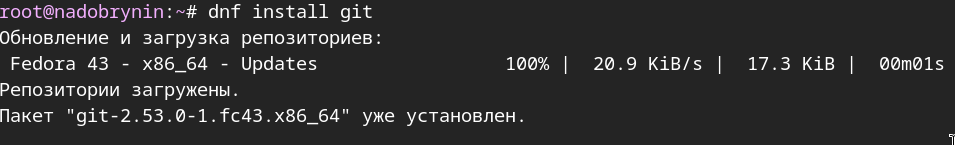 root@nadobrynin:~# dnf install git
Обновление и загрузка репозиториев:
Fedora 43 - x86_64 - Updates 100% | 20.9 KiB/s | 17.3 KiB | 00m01s
Репозитории загружены.
Пакет "git-2.53.0-1.fc43.x86_64" уже установлен.